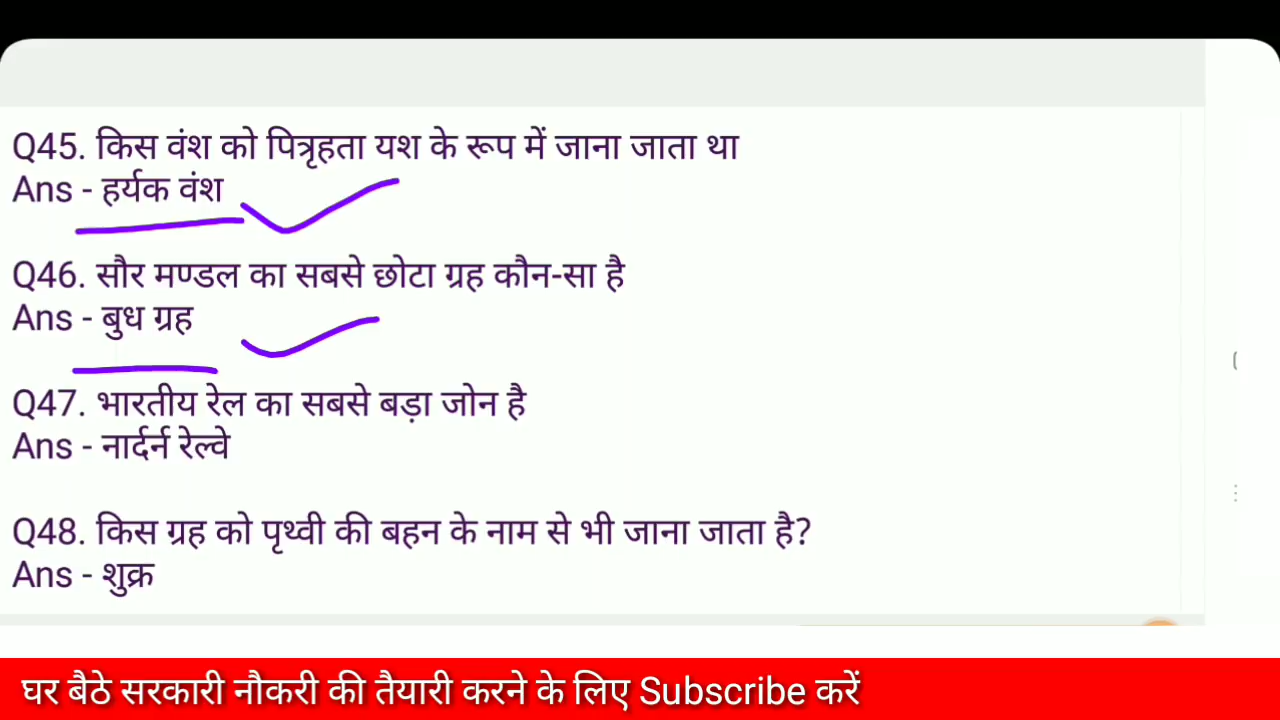 Q45. किस वंश को पित्रृहता यश के रूप में जाना जाता था
Ans - हर्यक वंश
Q46. सौर मण्डल का सबसे छोटा ग्रह कौन-सा है
Ans - बुध ग्रह
Q47. भारतीय रेल का सबसे बड़ा जोन है
Ans - नार्दर्न रेल्वे
Q48. किस ग्रह को पृथ्वी की बहन के नाम से भी जाना जाता है?
Ans - शुक्र
घर बैठे सरकारी नौकरी की तैयारी करने के लिए Subscribe करें